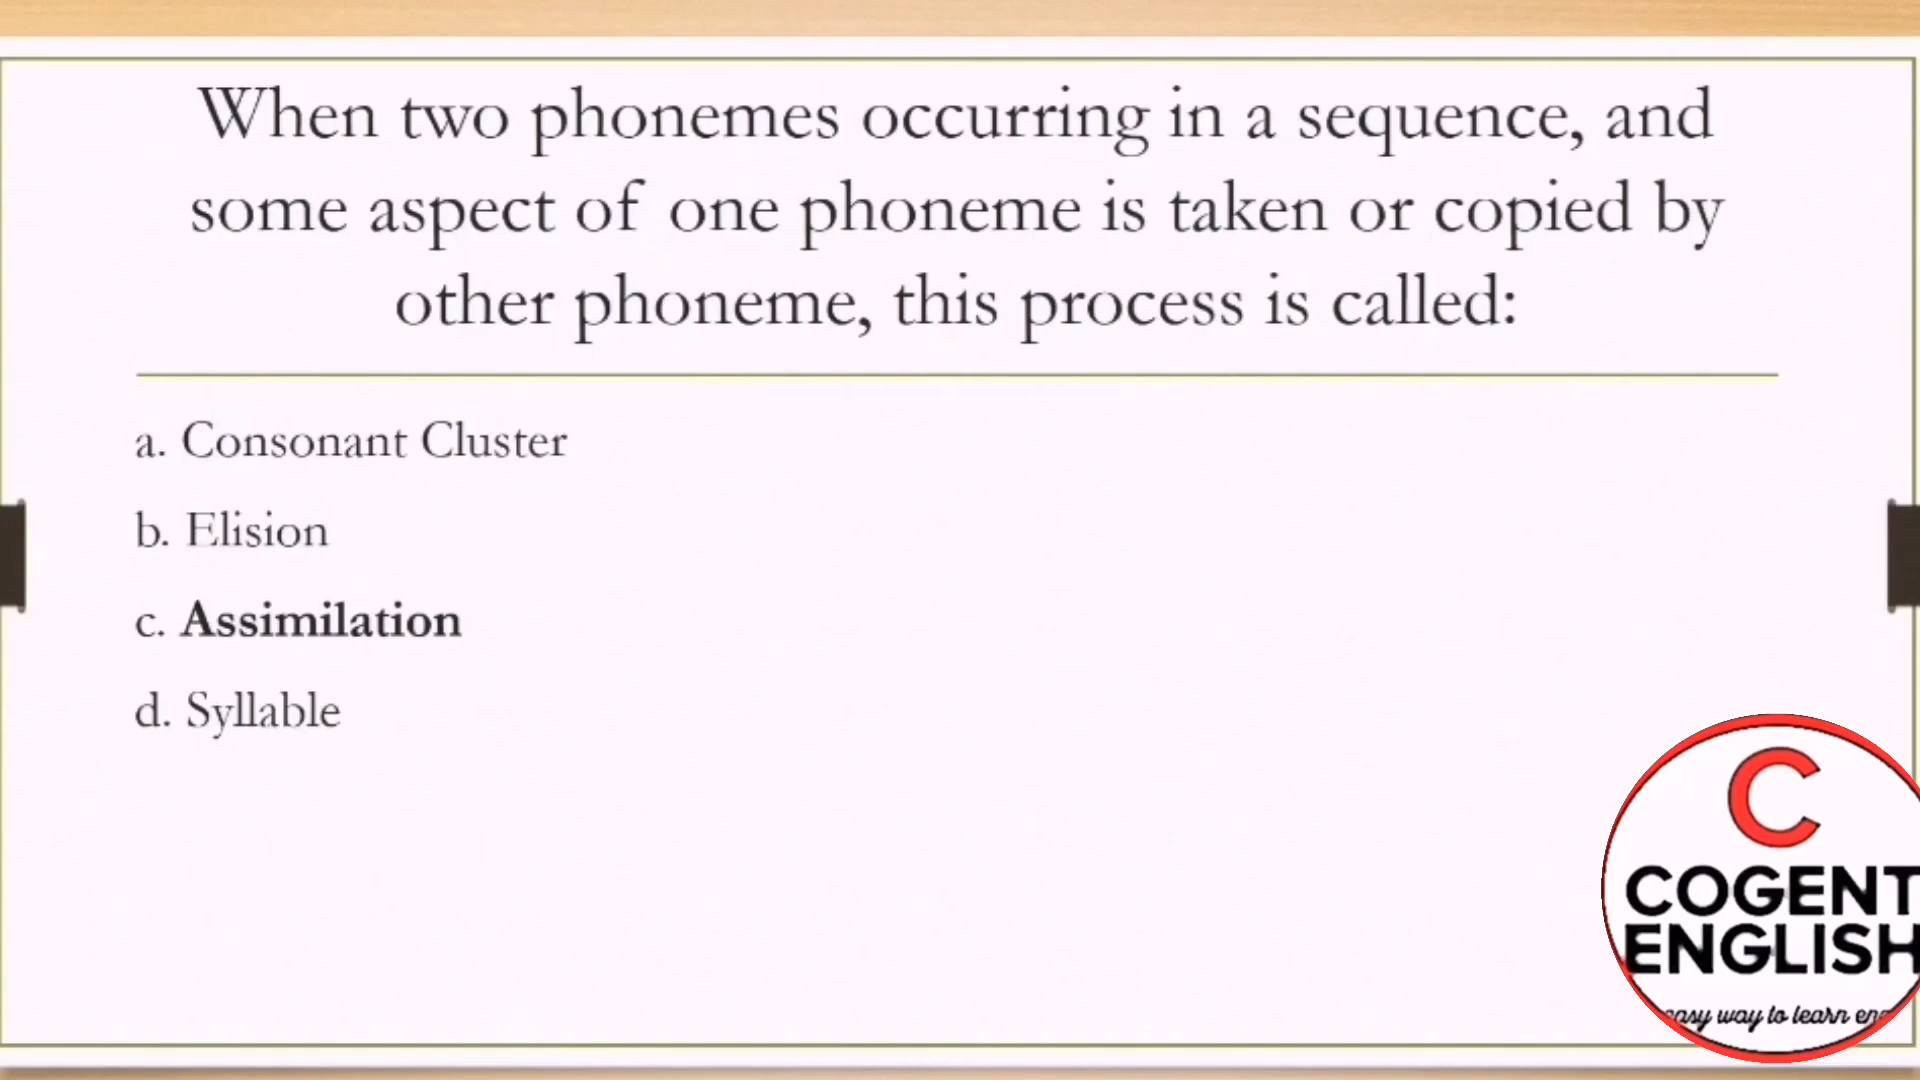 When two phonemes occurring in a sequence, and
some aspect of one phoneme is taken or copied by
other phoneme, this process is called:
a. Consonant Cluster
b. Elision
c. Assimilation
d. Syllable
C
COGENT
ENGLISH
easy way to learn